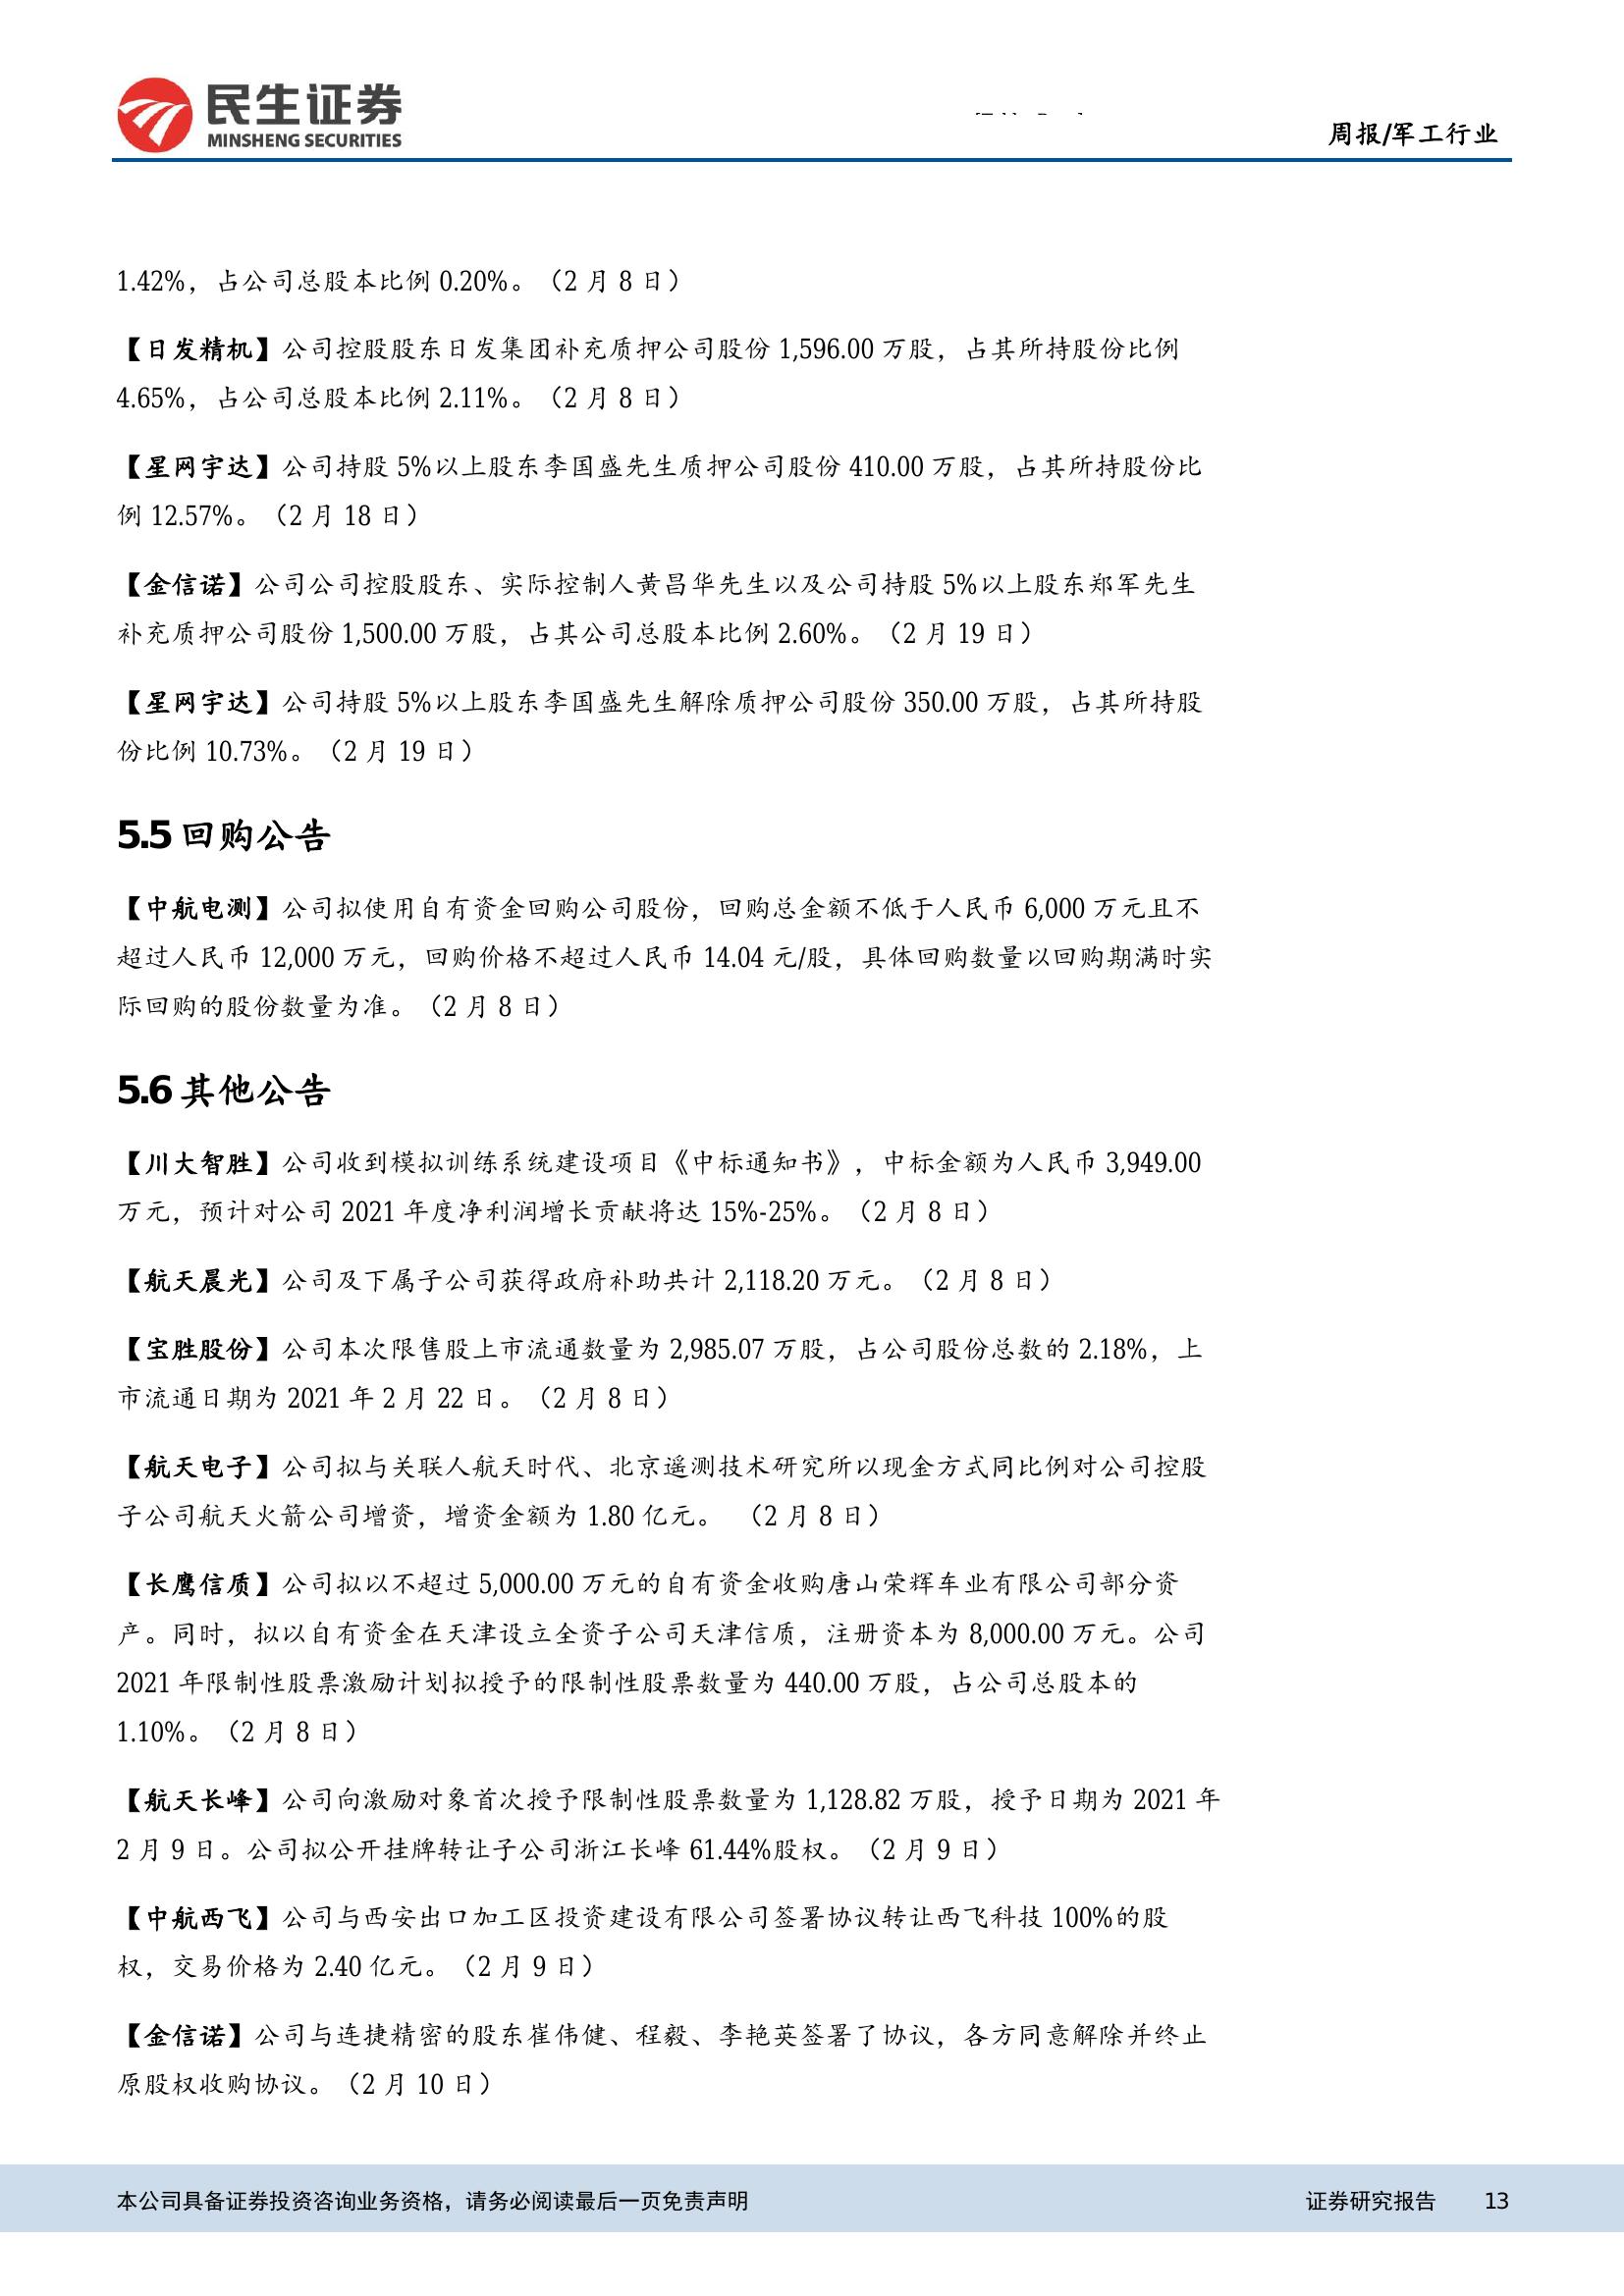 民生证券
MINSHENG SECURITIES
周报/军工行业
1.42%，占公司总股本比例 0.20%。（2 月 8 日）
【日发精机】公司控股股东日发集团补充质押公司股份 1,596.00 万股，占其所持股份比例
4.65%，占公司总股本比例 2.11%。（2 月 8 日）
【星网宇达】公司持股 5%以上股东李国盛先生质押公司股份 410.00 万股，占其所持股份比
例 12.57%。（2 月 18 日）
【金信诺】公司公司控股股东、实际控制人黄昌华先生以及公司持股 5%以上股东郑军先生
补充质押公司股份 1,500.00 万股，占其公司总股本比例 2.60%。（2 月 19 日）
【星网宇达】公司持股 5%以上股东李国盛先生解除质押公司股份 350.00 万股，占其所持股
份比例 10.73%。（2 月 19 日）
5.5 回购公告
【中航电测】公司拟使用自有资金回购公司股份，回购总金额不低于人民币 6,000 万元且不
超过人民币 12,000 万元，回购价格不超过人民币 14.04 元/股，具体回购数量以回购期满时实
际回购的股份数量为准。（2 月 8 日）
5.6 其他公告
【川大智胜】公司收到模拟训练系统建设项目《中标通知书》，中标金额为人民币 3,949.00
万元，预计对公司 2021 年度净利润增长贡献将达 15%-25%。（2 月 8 日）
【航天晨光】公司及下属子公司获得政府补助共计 2,118.20 万元。（2 月 8 日）
【宝胜股份】公司本次限售股上市流通数量为 2,985.07 万股，占公司股份总数的 2.18%，上
市流通日期为 2021 年 2 月 22 日。（2 月 8 日）
【航天电子】公司拟与关联人航天时代、北京遥测技术研究所以现金方式同比例对公司控股
子公司航天火箭公司增资，增资金额为 1.80 亿元。 （2 月 8 日）
【长鹰信质】公司拟以不超过 5,000.00 万元的自有资金收购唐山荣辉车业有限公司部分资
产。同时，拟以自有资金在天津设立全资子公司天津信质，注册资本为 8,000.00 万元。公司
2021 年限制性股票激励计划拟授予的限制性股票数量为 440.00 万股，占公司总股本的
1.10%。（2 月 8 日）
【航天长峰】公司向激励对象首次授予限制性股票数量为 1,128.82 万股，授予日期为 2021 年
2 月 9 日。公司拟公开挂牌转让子公司浙江长峰 61.44%股权。（2 月 9 日）
【中航西飞】公司与西安出口加工区投资建设有限公司签署协议转让西飞科技 100%的股
权，交易价格为 2.40 亿元。（2 月 9 日）
【金信诺】公司与连捷精密的股东崔伟健、程毅、李艳英签署了协议，各方同意解除并终止
原股权收购协议。（2 月 10 日）
本公司具备证券投资咨询业务资格，请务必阅读最后一页免责声明
证券研究报告 13